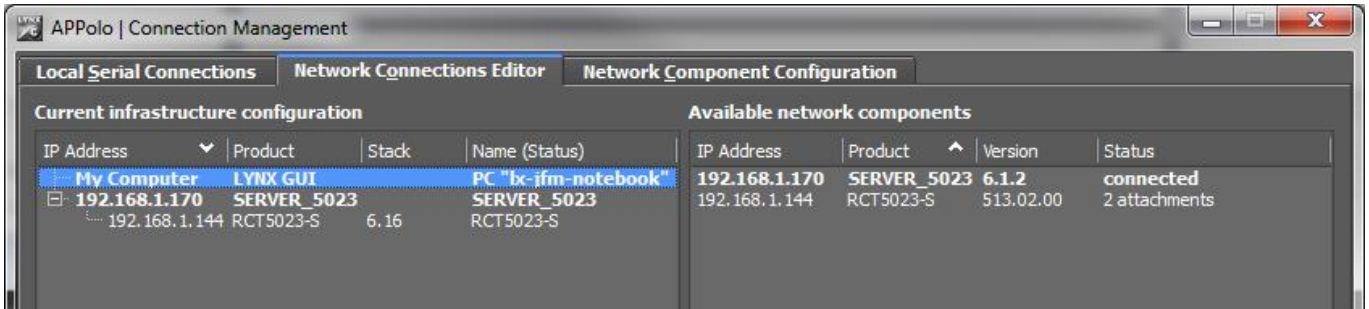 APPolo | Connection Management
Local Serial Connections Network Connections Editor Network Component Configuration
Current infrastructure configuration Available network components
IP Address Product Stack Name (Status) IP Address Product Version Status
My Computer LYNX GUI PC "lx-jfm-notebook" 192.168.1.170 SERVER_5023 6.1.2 connected
192.168.1.170 SERVER_5023 SERVER_5023 192.168.1.144 RCT5023-S 513.02.00 2 attachments
192.168.1.144 RCT5023-S 6.16 RCT5023-S